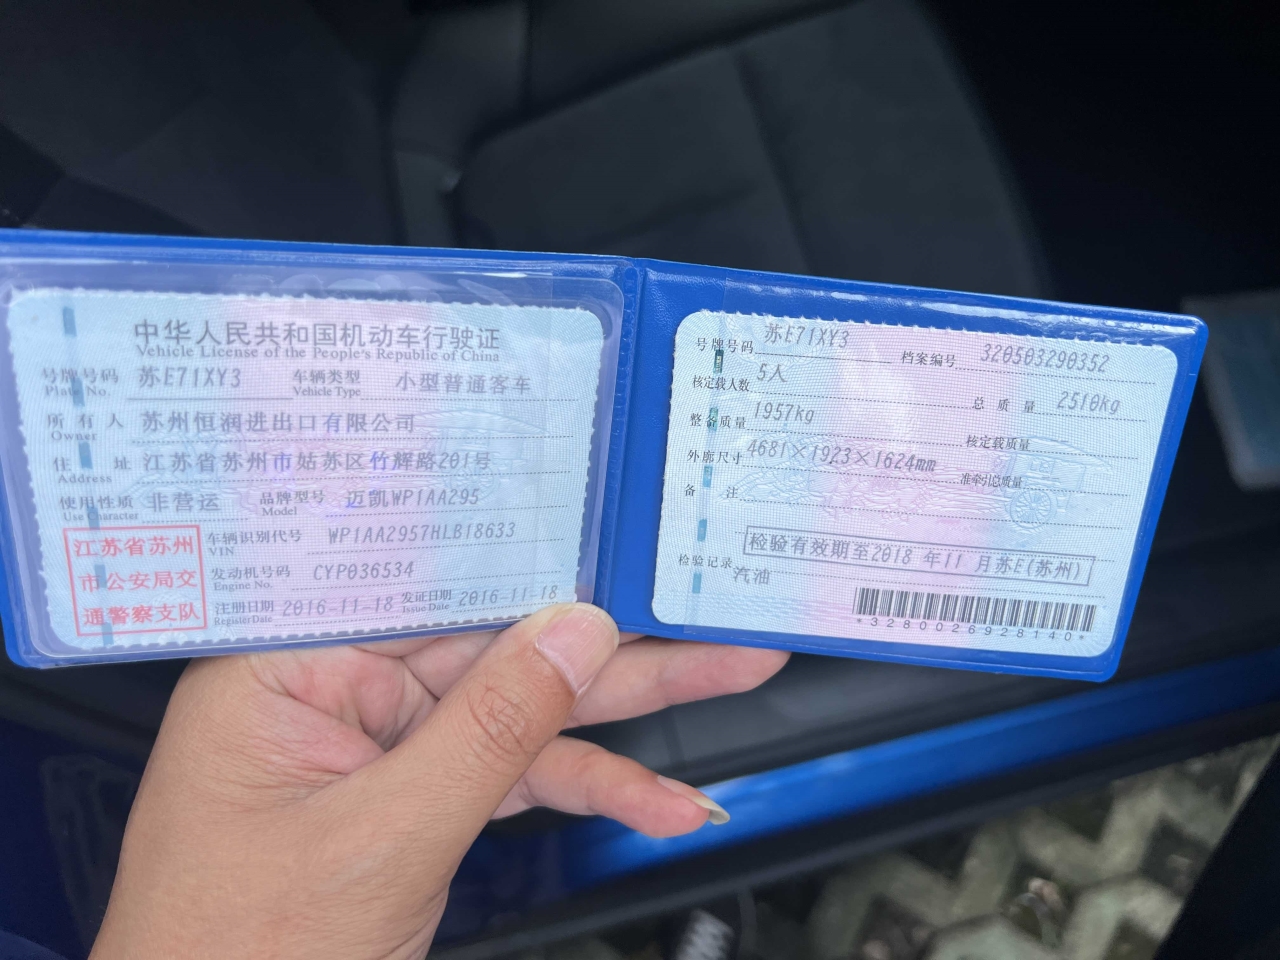 中华人民共和国机动车行驶证
Vehicle License of the People's Republic of China
号牌号码 苏E71XY3 车辆类型 小型普通客车
Plate No. Vehicle Type
所有人 苏州恒润进出口有限公司
Owner
住址 江苏省苏州市姑苏区竹辉路201号
Address
使用性质 非营运 品牌型号 迈凯WP1AA295
Use Character Model
江苏省苏州
市公安局交
通警察支队
车辆识别代号 WP1AA2957HLB18633
VIN
发动机号码 CYP036534
Engine No.
注册日期 2016-11-18 发证日期 2016-11-18
Register Date Issue Date
号牌号码 苏E71XY3 档案编号 320503290352
核定载人数 5人 总质量 2510kg
整备质量 1957kg 核定载质量
外廓尺寸 4681×1923×1624mm 准牵引总质量
备注
检验有效期至2018年11月苏E(苏州)
检验记录 汽油
*3280026928140*